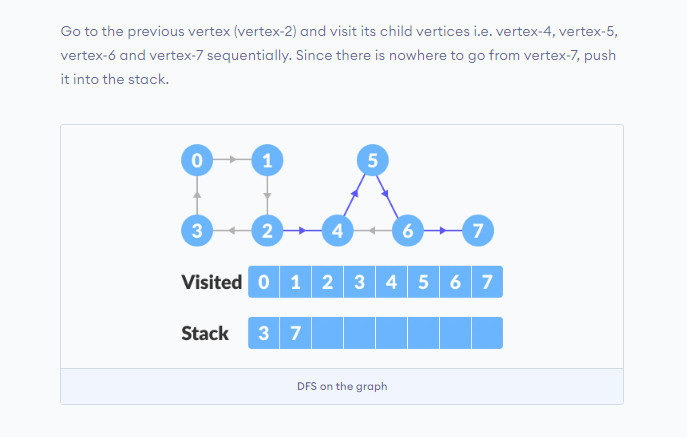 Go to the previous vertex (vertex-2) and visit its child vertices i.e. vertex-4, vertex-5,
vertex-6 and vertex-7 sequentially. Since there is nowhere to go from vertex-7, push
it into the stack.
0 1 5
3 2 4 6 7
Visited 0 1 2 3 4 5 6 7
Stack 3 7
DFS on the graph